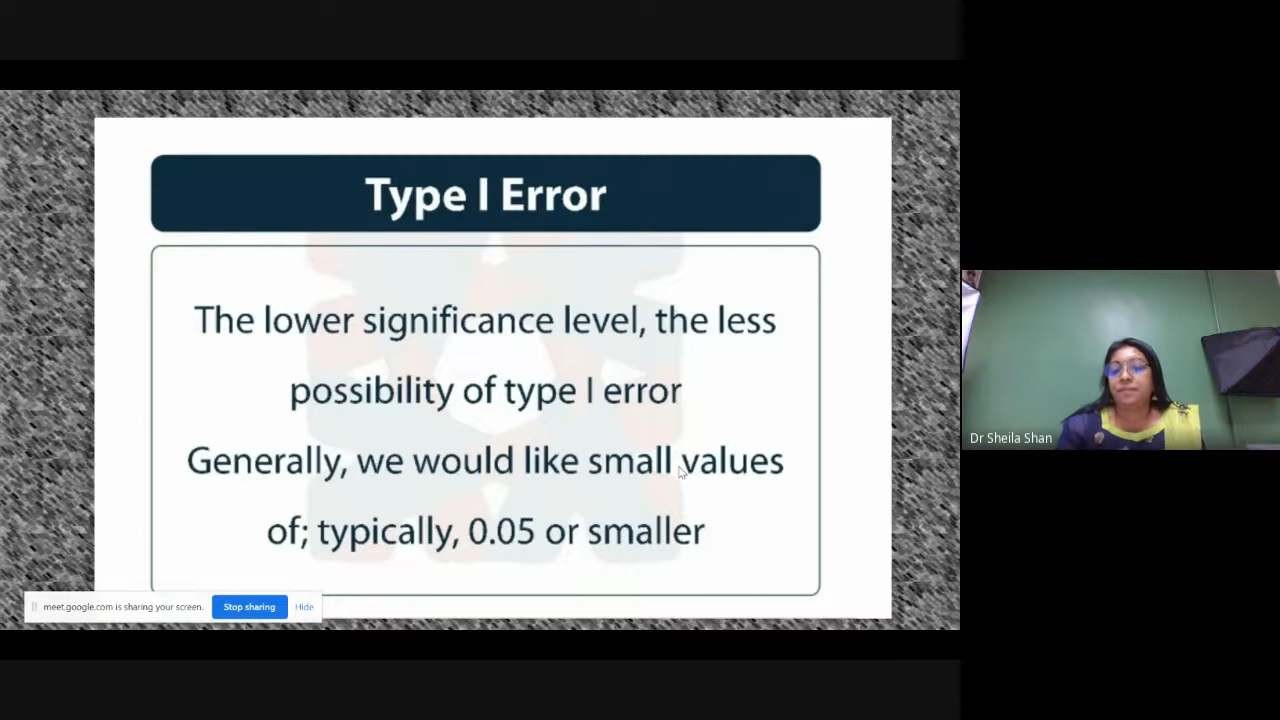 Type I Error
The lower significance level, the less
possibility of type I error
Generally, we would like small values
of; typically, 0.05 or smaller
meet.google.com is sharing your screen.
Stop sharing
Hide
Dr Sheila Shan